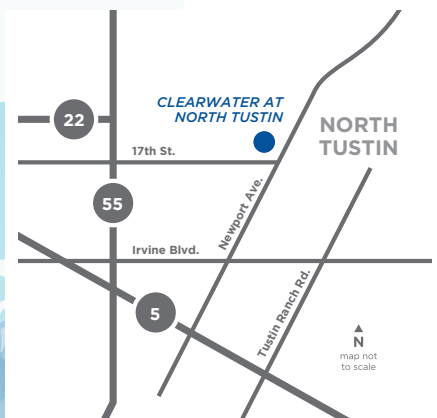 CLEARWATER AT
NORTH TUSTIN
22
NORTH
TUSTIN
17th St.
55
Newport Ave.
Irvine Blvd.
5
Tustin Ranch Rd.
N
map not
to scale